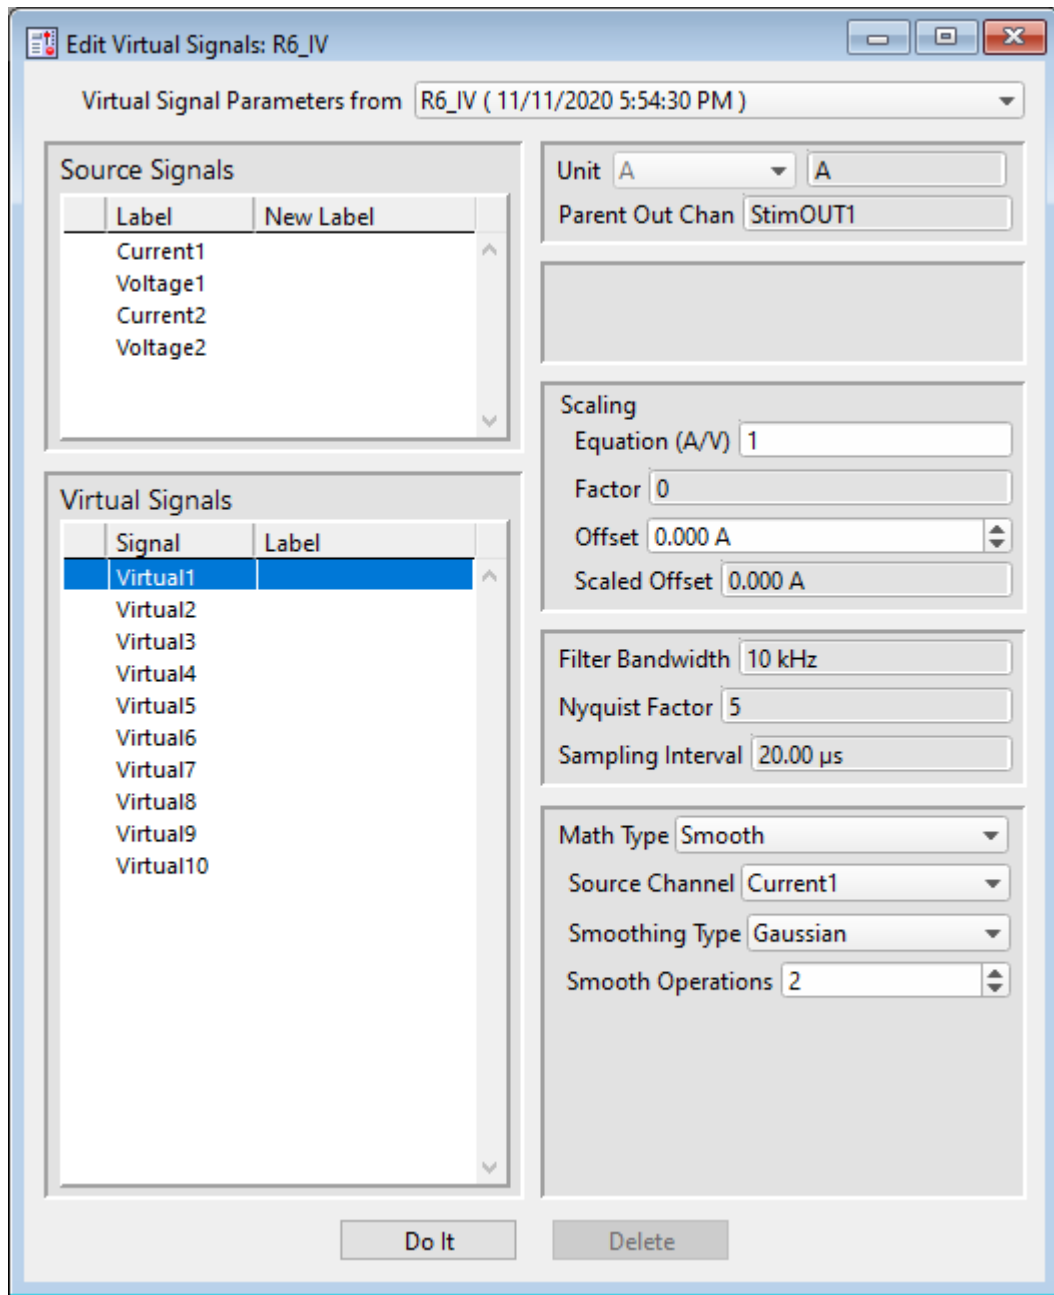 Edit Virtual Signals: R6_IV
Virtual Signal Parameters from R6_IV ( 11/11/2020 5:54:30 PM )
Source Signals
Label New Label
Current1
Voltage1
Current2
Voltage2
Virtual Signals
Signal Label
Virtual1
Virtual2
Virtual3
Virtual4
Virtual5
Virtual6
Virtual7
Virtual8
Virtual9
Virtual10
Unit A A
Parent Out Chan StimOUT1
Scaling
Equation (A/V) 1
Factor 0
Offset 0.000 A
Scaled Offset 0.000 A
Filter Bandwidth 10 kHz
Nyquist Factor 5
Sampling Interval 20.00 µs
Math Type Smooth
Source Channel Current1
Smoothing Type Gaussian
Smooth Operations 2
Do It Delete